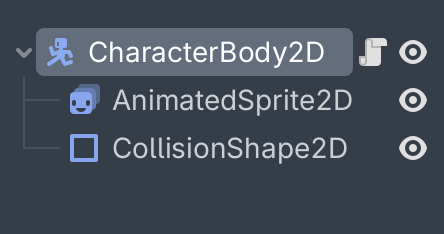 CharacterBody2D
AnimatedSprite2D
CollisionShape2D